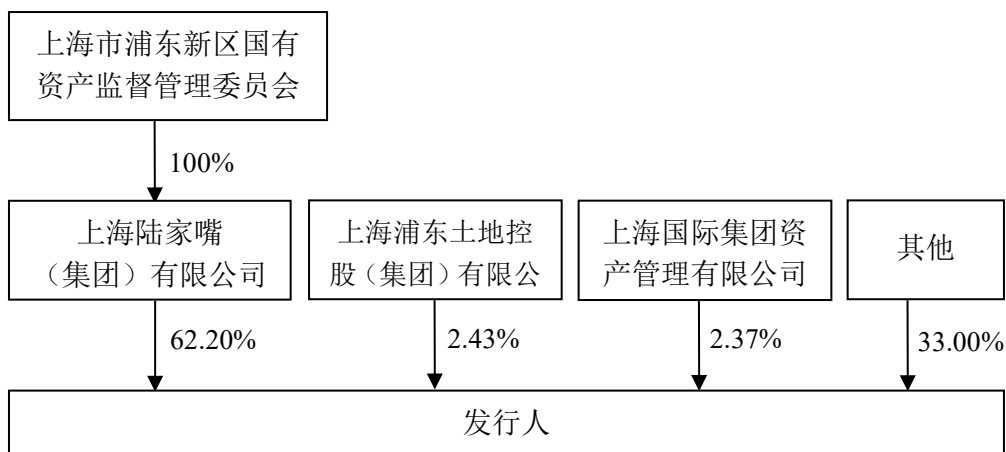 上海市浦东新区国有
资产监督管理委员会
100%
上海陆家嘴
（集团）有限公司
上海浦东土地控
股（集团）有限公
上海国际集团资
产管理有限公司
其他
62.20%
2.43%
2.37%
33.00%
发行人